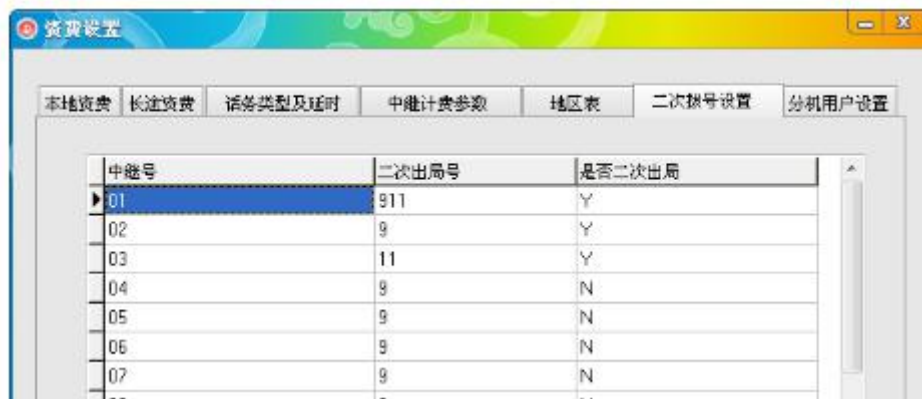 资费设置
本地资费 长途资费 话务类型及延时 中继计费参数 地区表 二次拨号设置 分机用户设置
中继号 二次出局号 是否二次出局
01 911 Y
02 9 Y
03 11 Y
04 9 N
05 9 N
06 9 N
07 9 N